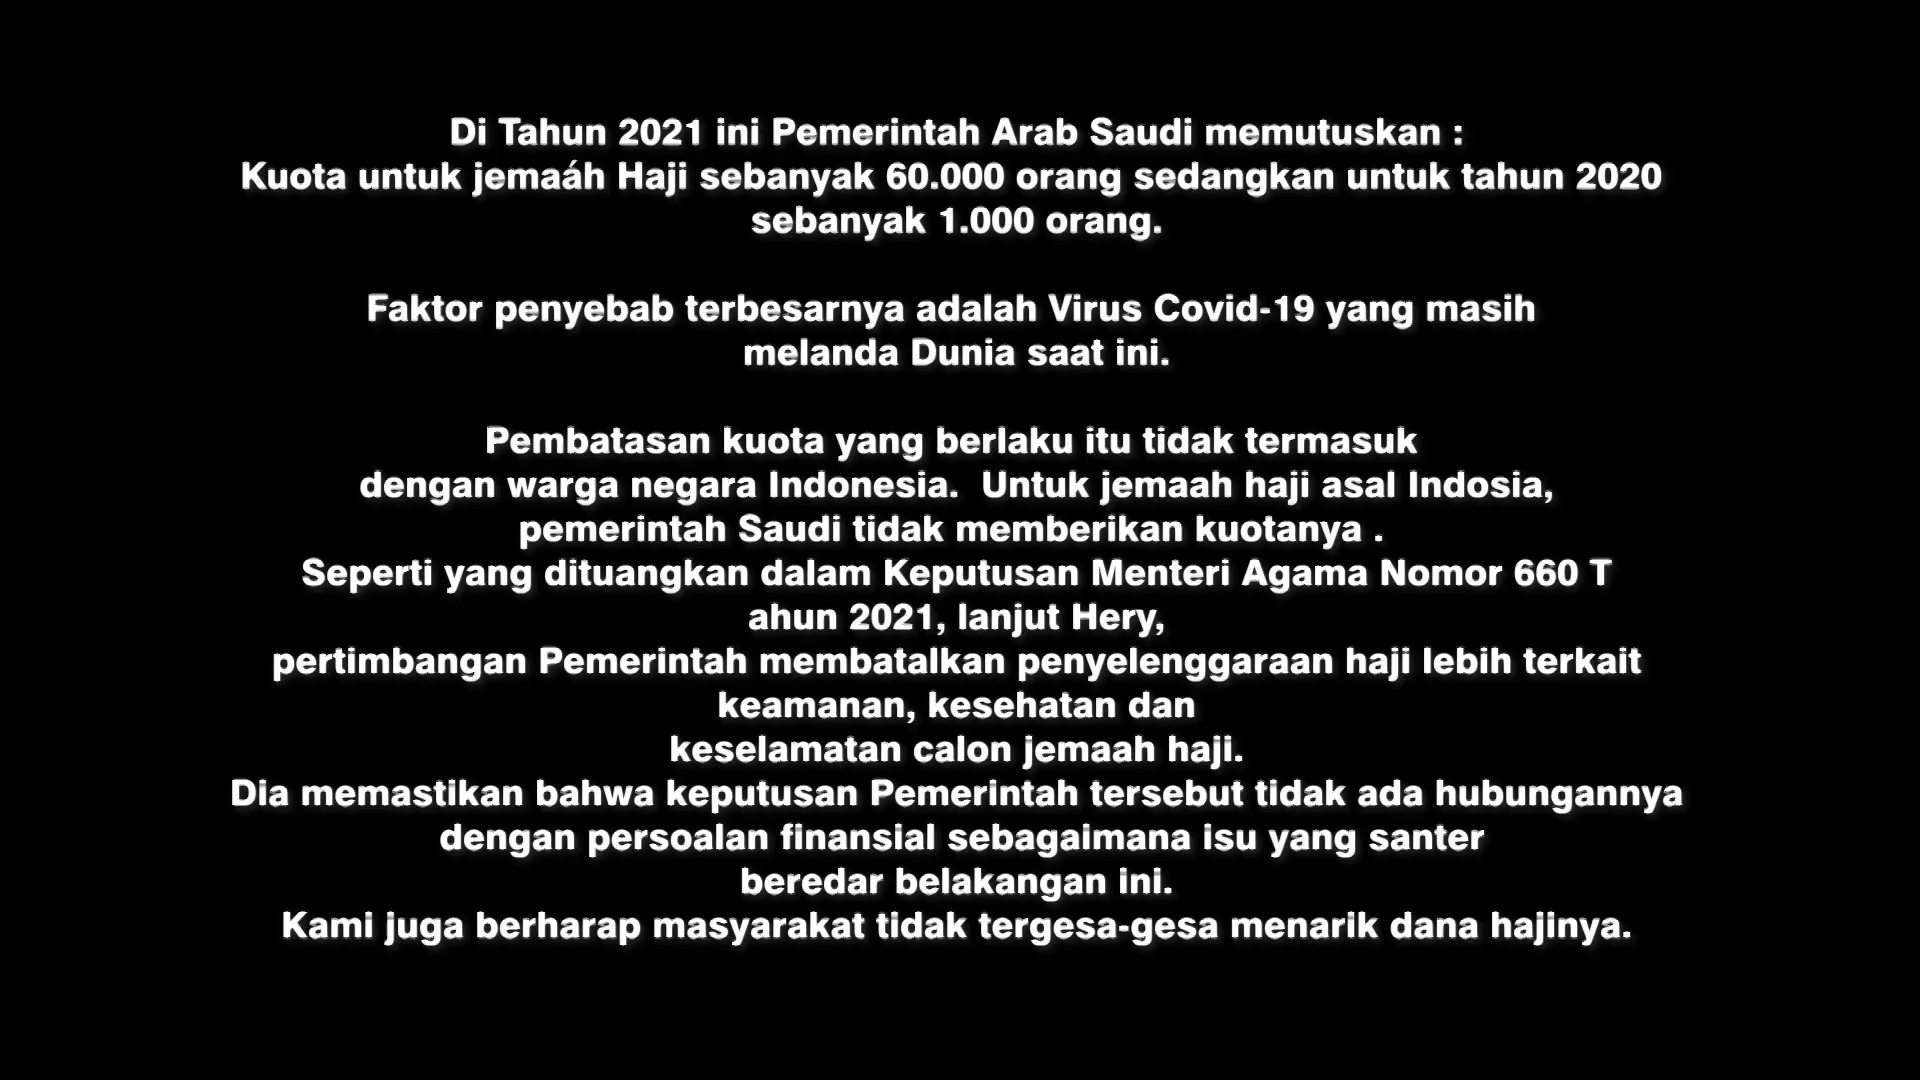 Di Tahun 2021 ini Pemerintah Arab Saudi memutuskan :
Kuota untuk jemaáh Haji sebanyak 60.000 orang sedangkan untuk tahun 2020
sebanyak 1.000 orang.
Faktor penyebab terbesarnya adalah Virus Covid-19 yang masih
melanda Dunia saat ini.
Pembatasan kuota yang berlaku itu tidak termasuk
dengan warga negara Indonesia.  Untuk jemaah haji asal Indosia,
pemerintah Saudi tidak memberikan kuotanya .
Seperti yang dituangkan dalam Keputusan Menteri Agama Nomor 660 T
ahun 2021, lanjut Hery,
pertimbangan Pemerintah membatalkan penyelenggaraan haji lebih terkait
keamanan, kesehatan dan
keselamatan calon jemaah haji.
Dia memastikan bahwa keputusan Pemerintah tersebut tidak ada hubungannya
dengan persoalan finansial sebagaimana isu yang santer
beredar belakangan ini.
Kami juga berharap masyarakat tidak tergesa-gesa menarik dana hajinya.